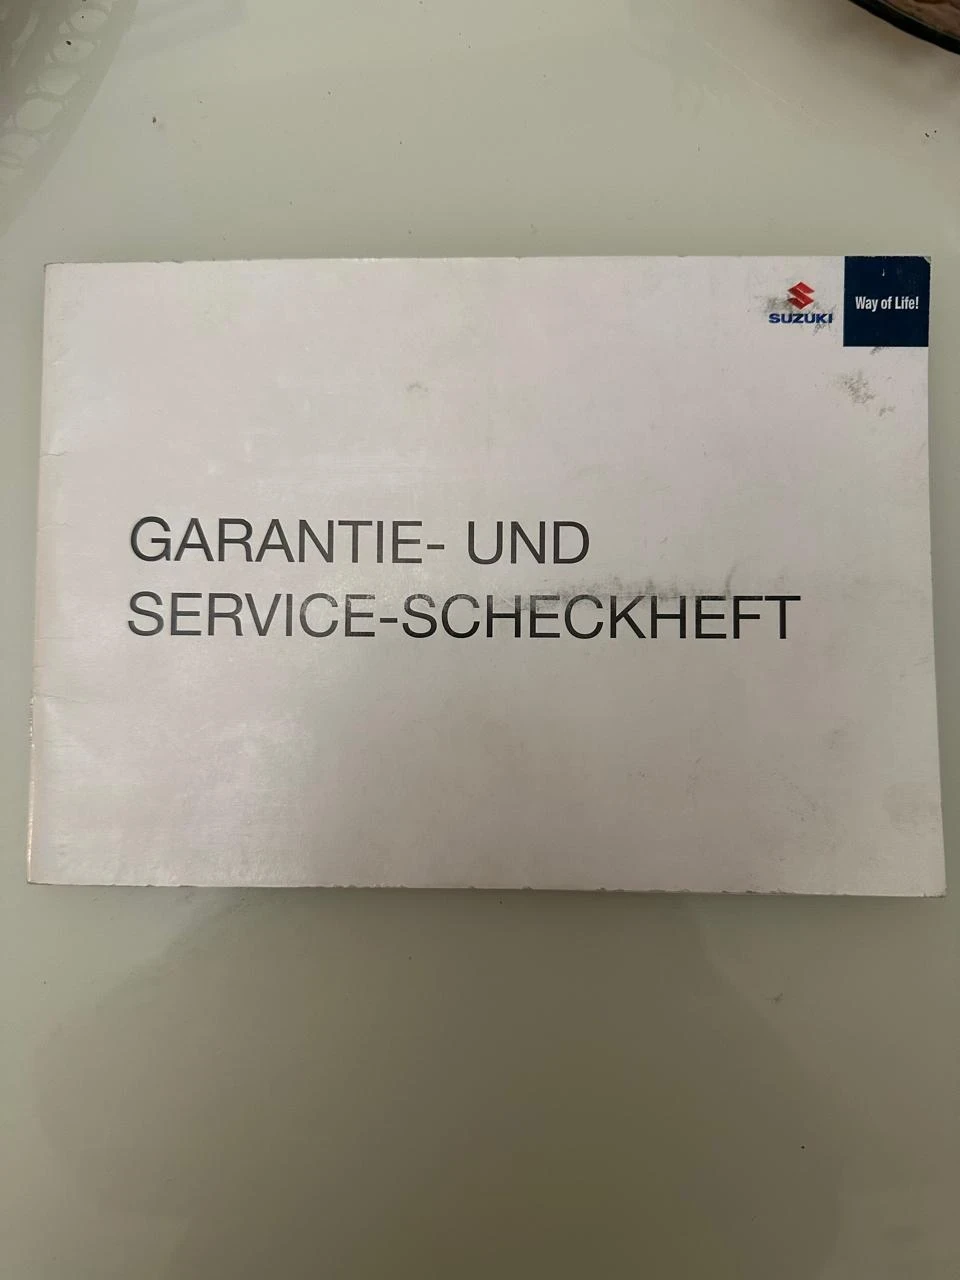 SUZUKI
Way of Life!
GARANTIE- UND
SERVICE-SCHECKHEFT